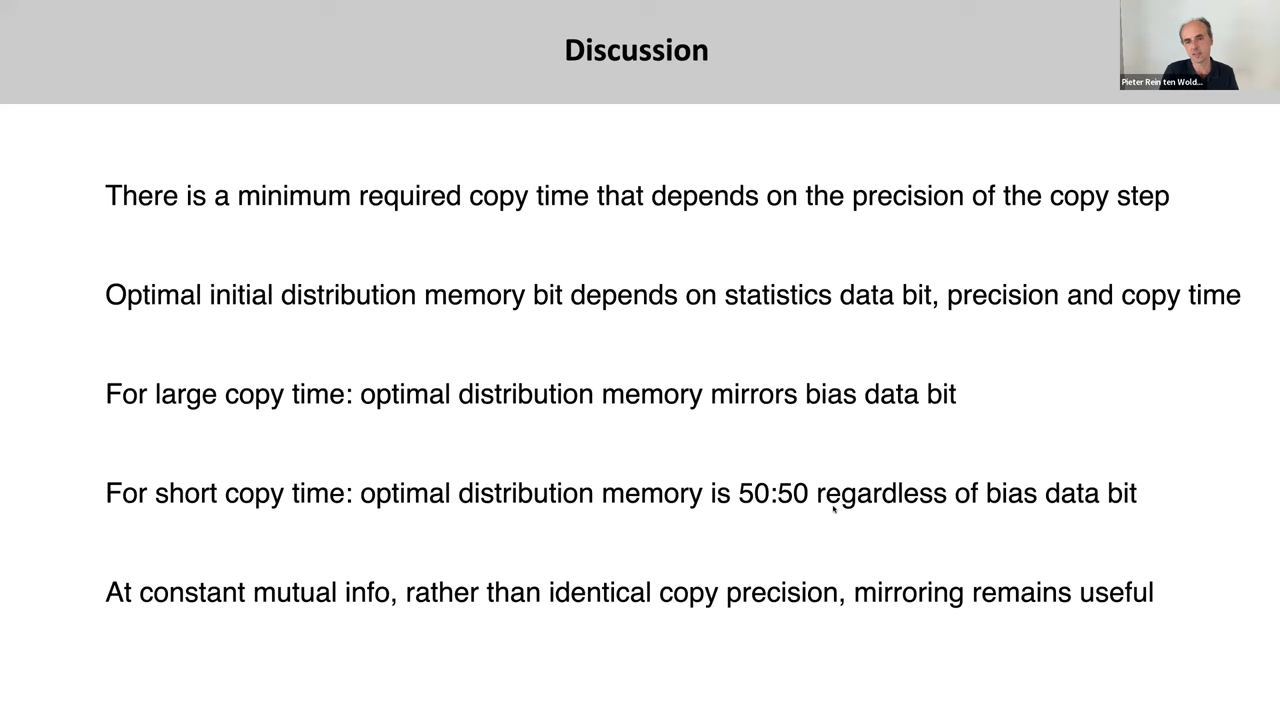 Discussion
Pieter Rein ten Wold...
There is a minimum required copy time that depends on the precision of the copy step
Optimal initial distribution memory bit depends on statistics data bit, precision and copy time
For large copy time: optimal distribution memory mirrors bias data bit
For short copy time: optimal distribution memory is 50:50 regardless of bias data bit
At constant mutual info, rather than identical copy precision, mirroring remains useful